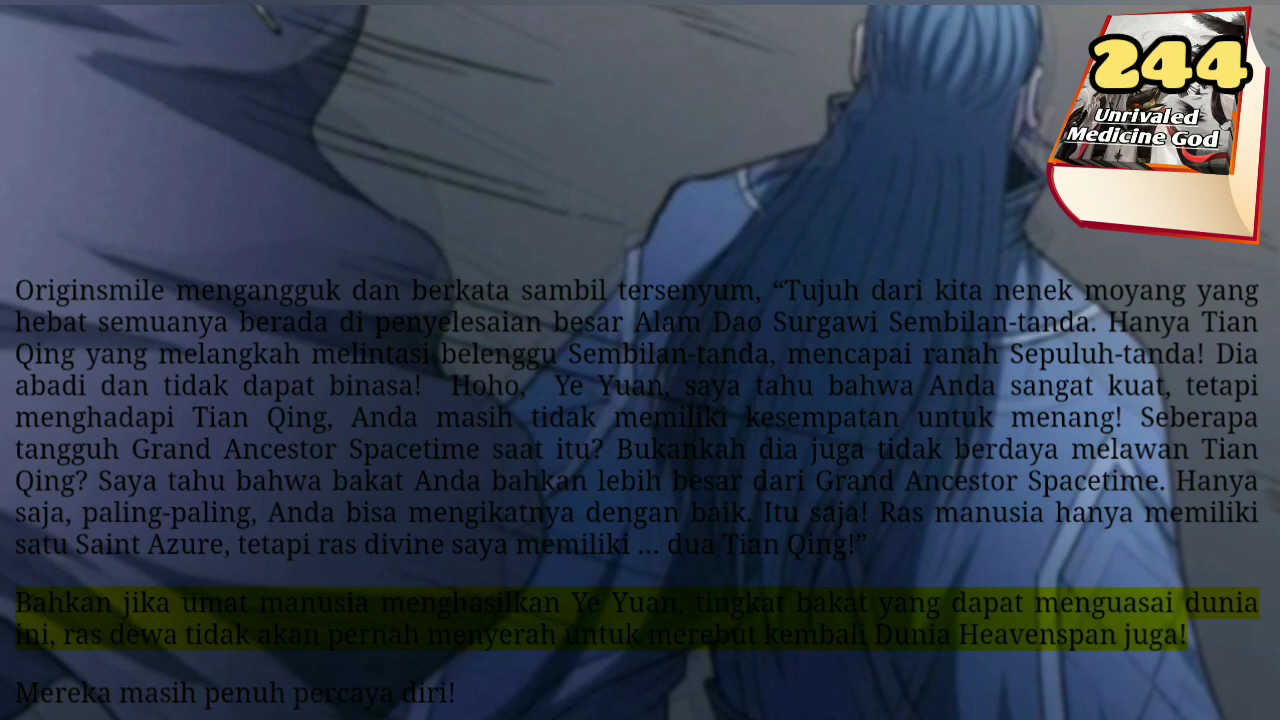 244
Unrivaled
Medicine God
Originsmile mengangguk dan berkata sambil tersenyum, “Tujuh dari kita nenek moyang yang
hebat semuanya berada di penyelesaian besar Alam Dao Surgawi Sembilan-tanda. Hanya Tian
Qing yang melangkah melintasi belenggu Sembilan-tanda, mencapai ranah Sepuluh-tanda! Dia
abadi dan tidak dapat binasa! Hoho, Ye Yuan, saya tahu bahwa Anda sangat kuat, tetapi
menghadapi Tian Qing, Anda masih tidak memiliki kesempatan untuk menang! Seberapa
tangguh Grand Ancestor Spacetime saat itu? Bukankah dia juga tidak berdaya melawan Tian
Qing? Saya tahu bahwa bakat Anda bahkan lebih besar dari Grand Ancestor Spacetime. Hanya
saja, paling-paling, Anda bisa mengikatnya dengan baik. Itu saja! Ras manusia hanya memiliki
satu Saint Azure, tetapi ras divine saya memiliki ... dua Tian Qing!”
Bahkan jika umat manusia menghasilkan Ye Yuan, tingkat bakat yang dapat menguasai dunia
ini, ras dewa tidak akan pernah menyerah untuk merebut kembali Dunia Heavenspan juga!
Mereka masih penuh percaya diri!